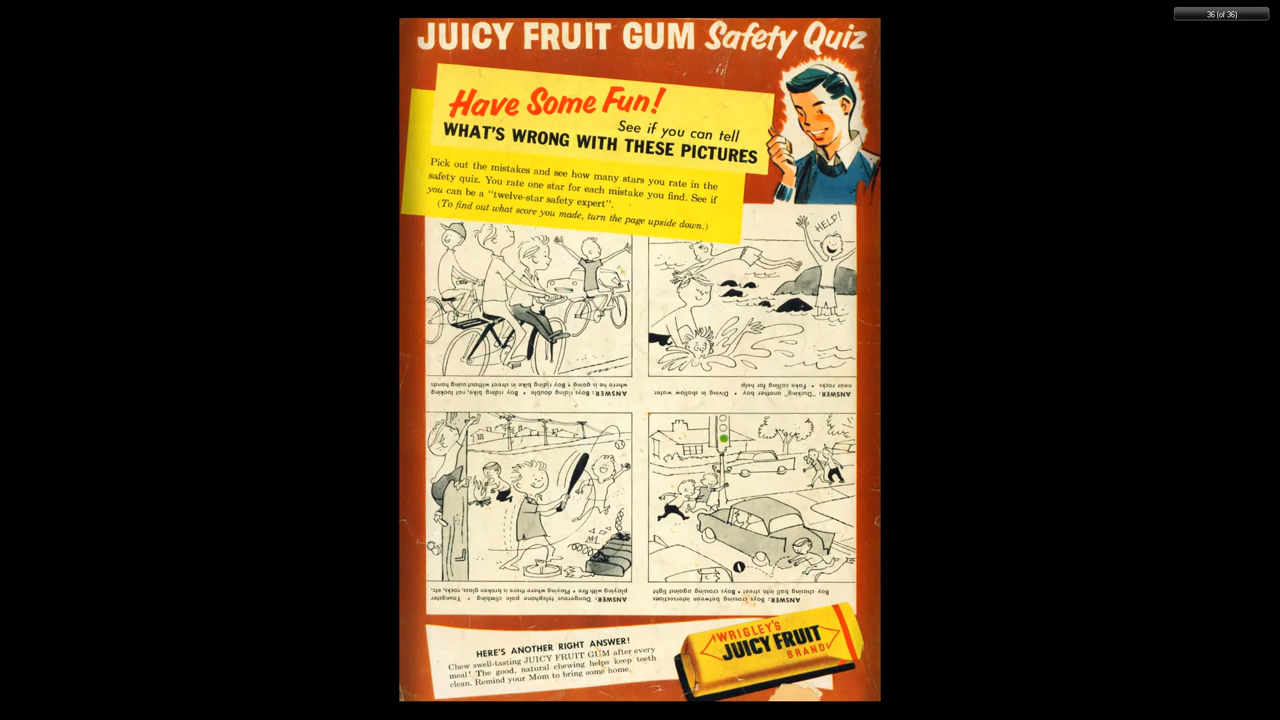 36 (of 36)
JUICY FRUIT GUM Safety Quiz
Have Some Fun!
See if you can tell
WHAT'S WRONG WITH THESE PICTURES
Pick out the mistakes and see how many stars you rate in the
safety quiz. You rate one star for each mistake you find. See if
you can be a "twelve-star safety expert".
(To find out what score you made, turn the page upside down.)
HELP!
ANSWER: Boys riding double • Boy riding bike, not looking
where he is going • Boy riding bike in street without using hands
ANSWER: "Ducking" another boy • Diving in shallow water
near rocks • Fake calling for help
ANSWER: Dangerous telephone pole climbing • Youngster
playing with fire • Playing where there is broken glass, rocks, etc.
ANSWER: Boys crossing between intersections
Boy chasing ball into street • Boys crossing against light
HERE'S ANOTHER RIGHT ANSWER!
Chew swell-tasting JUICY FRUIT GUM after every
meal! The good, natural chewing helps keep teeth
clean. Remind your Mom to bring some home.
WRIGLEY'S
JUICY FRUIT
BRAND